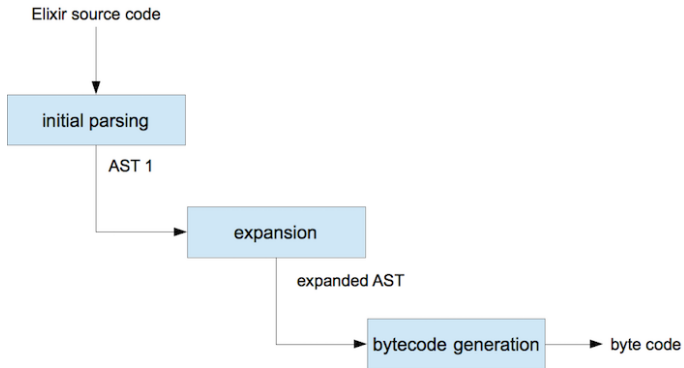 Elixir source code
initial parsing
AST 1
expansion
expanded AST
bytecode generation
byte code